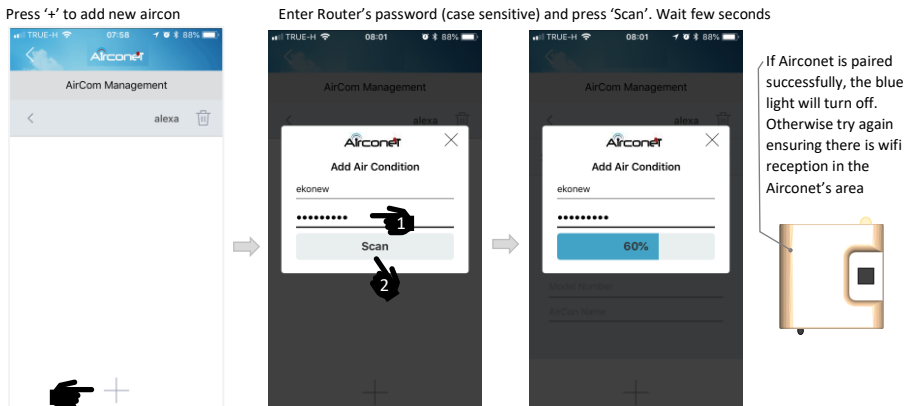 Press '+' to add new aircon
Enter Router's password (case sensitive) and press 'Scan'. Wait few seconds
TRUE-H 07:58 88%
Airconet
AirCom Management
alexa
TRUE-H 08:01 88%
AirCom Management
alexa
Airconet
Add Air Condition
ekonew
•••••••••
1
Scan
2
TRUE-H 08:01 88%
AirCom Management
alexa
Airconet
Add Air Condition
ekonew
•••••••••
60%
Model Number
AirCon Name
If Airconet is paired
successfully, the blue
light will turn off.
Otherwise try again
ensuring there is wifi
reception in the
Airconet's area